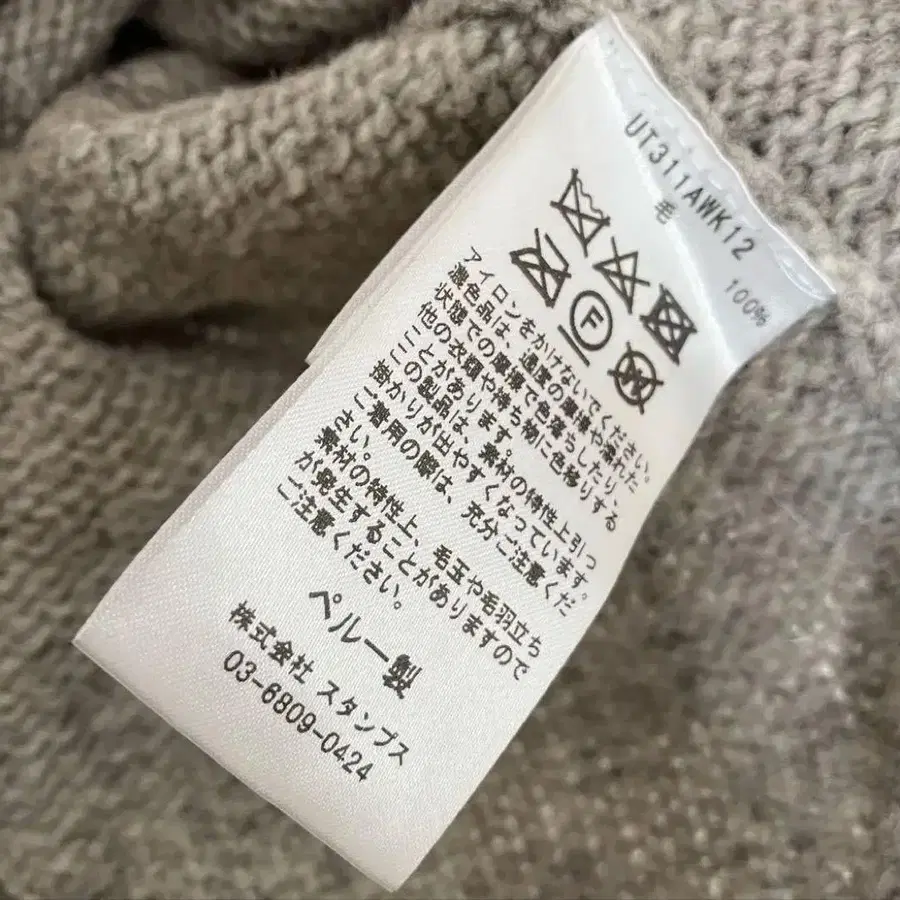 UT311AWK12
毛 100%
F
W
アイロンをかけないでください。
濃色品は、過度の摩擦や濡れた
状態での摩擦で色落ちしたり、
他の衣類や持ち物に色移りする
ことがあります。
この製品は、素材の特性上引っ
掛かりが出やすくなっています。
ご着用の際は、充分ご注意くだ
さい。
素材の特性上、毛玉や毛羽立ち
が発生することがありますので
ご注意ください。
ペルー製
株式会社 スタンプス
03-6809-0424